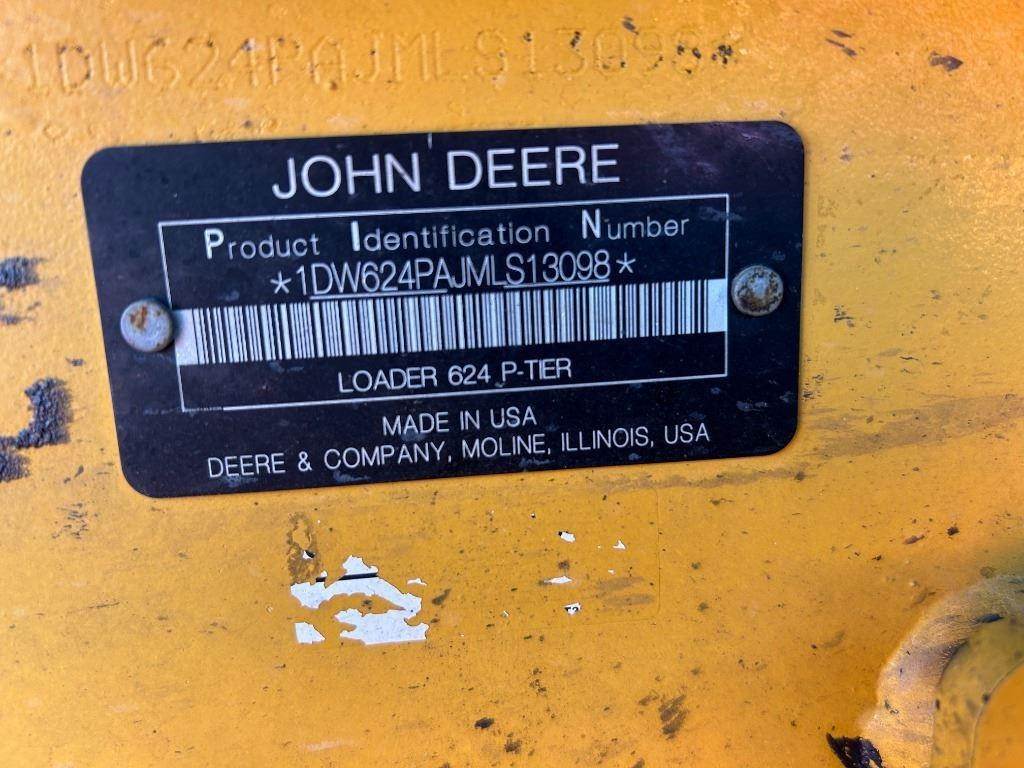 1DW624PAJMLS13098*
JOHN DEERE
Product Identification Number
*1DW624PAJMLS13098*
LOADER 624 P-TIER
MADE IN USA
DEERE & COMPANY, MOLINE, ILLINOIS, USA